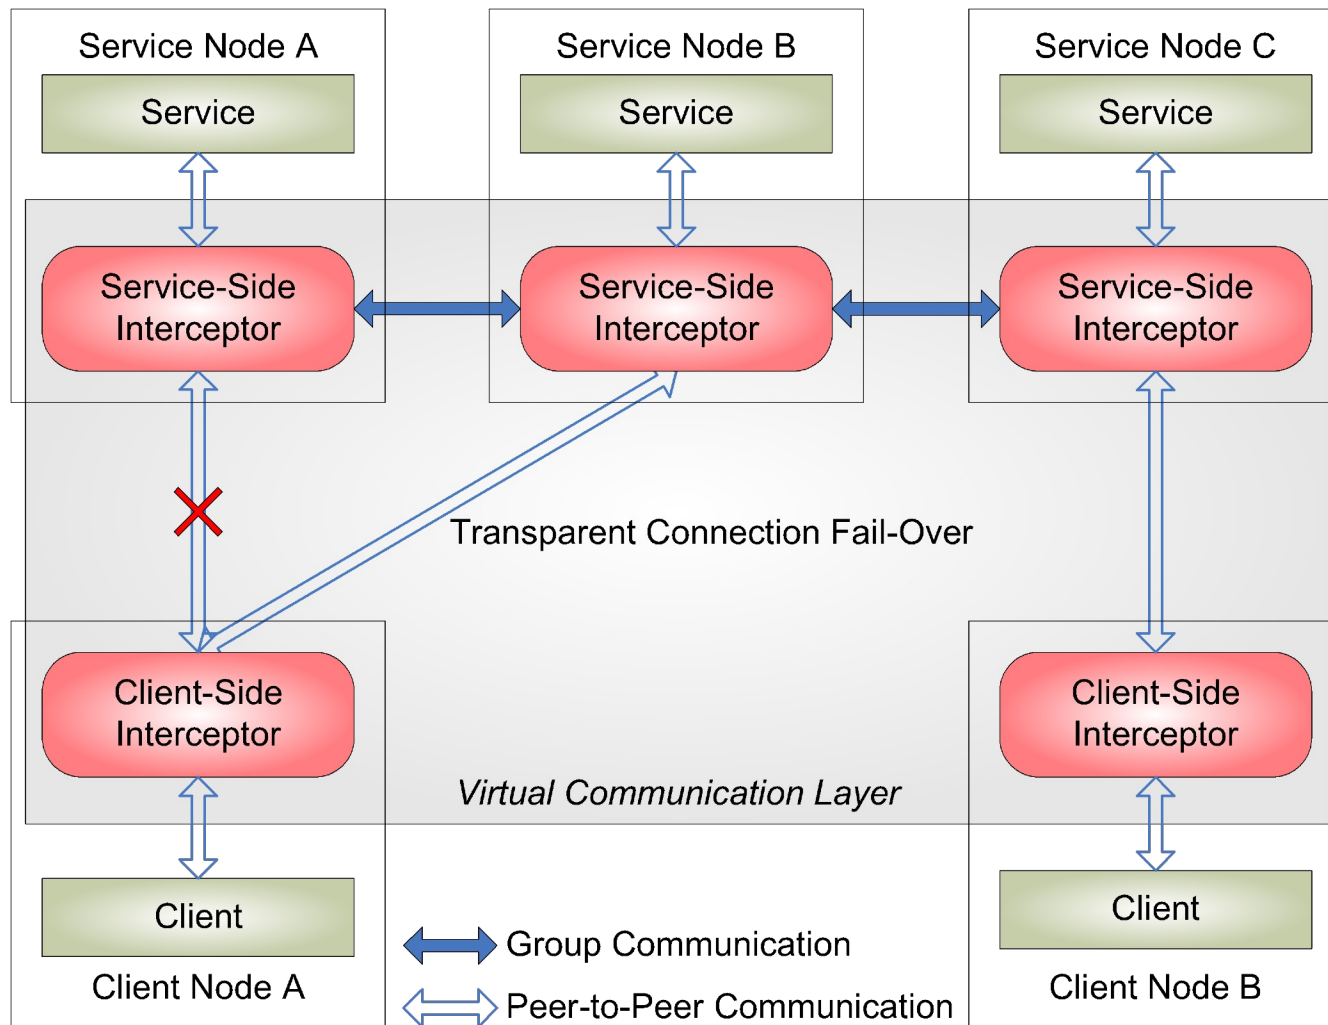 Service Node A
Service Node B
Service Node C
Service
Service
Service
Service-Side
Interceptor
Service-Side
Interceptor
Service-Side
Interceptor
Transparent Connection Fail-Over
Client-Side
Interceptor
Client-Side
Interceptor
Virtual Communication Layer
Client
Client
Group Communication
Client Node A
Client Node B
Peer-to-Peer Communication